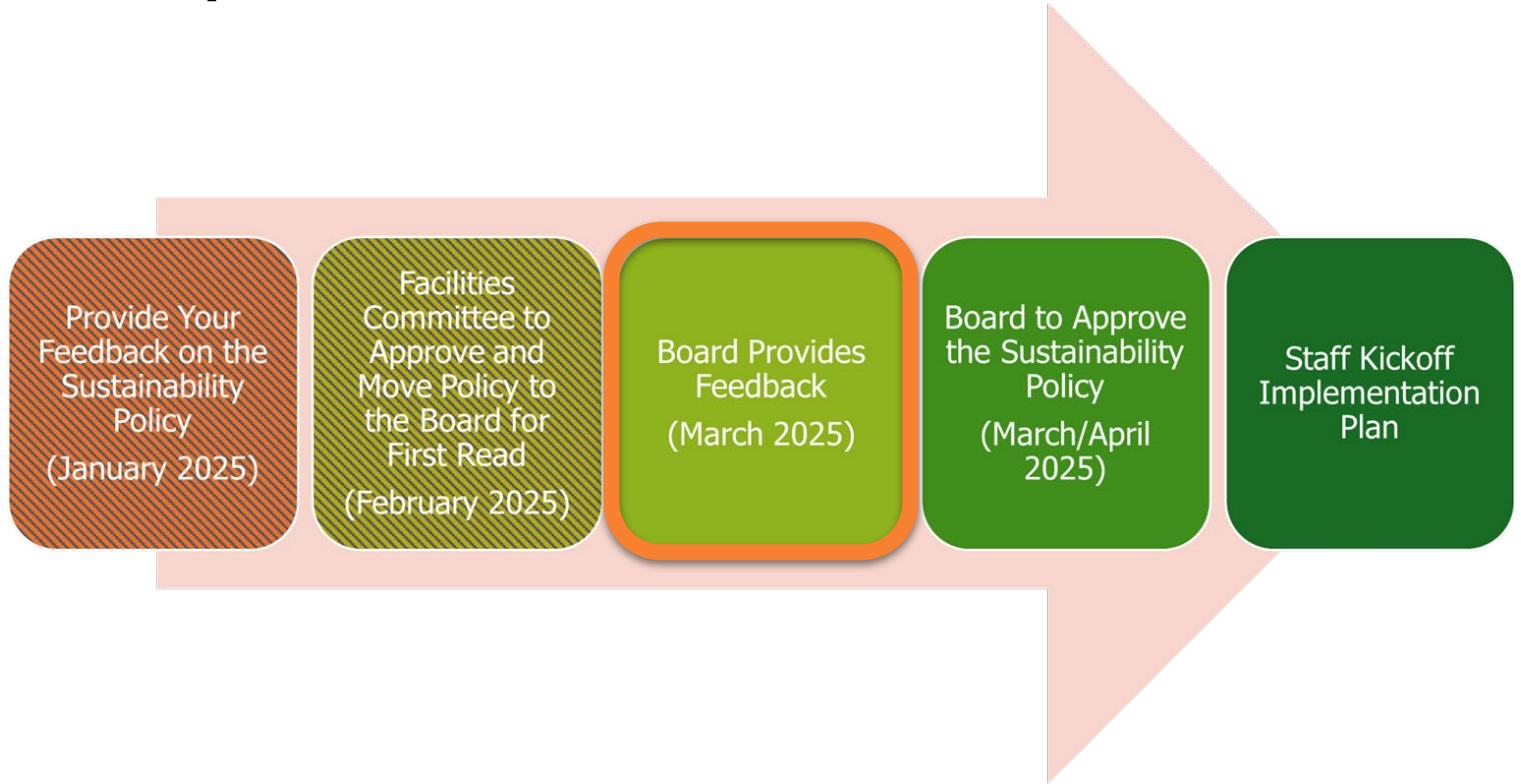 Provide Your
Feedback on the
Sustainability
Policy
(January 2025)
Facilities
Committee to
Approve and
Move Policy to
the Board for
First Read
(February 2025)
Board Provides
Feedback
(March 2025)
Board to Approve
the Sustainability
Policy
(March/April
2025)
Staff Kickoff
Implementation
Plan